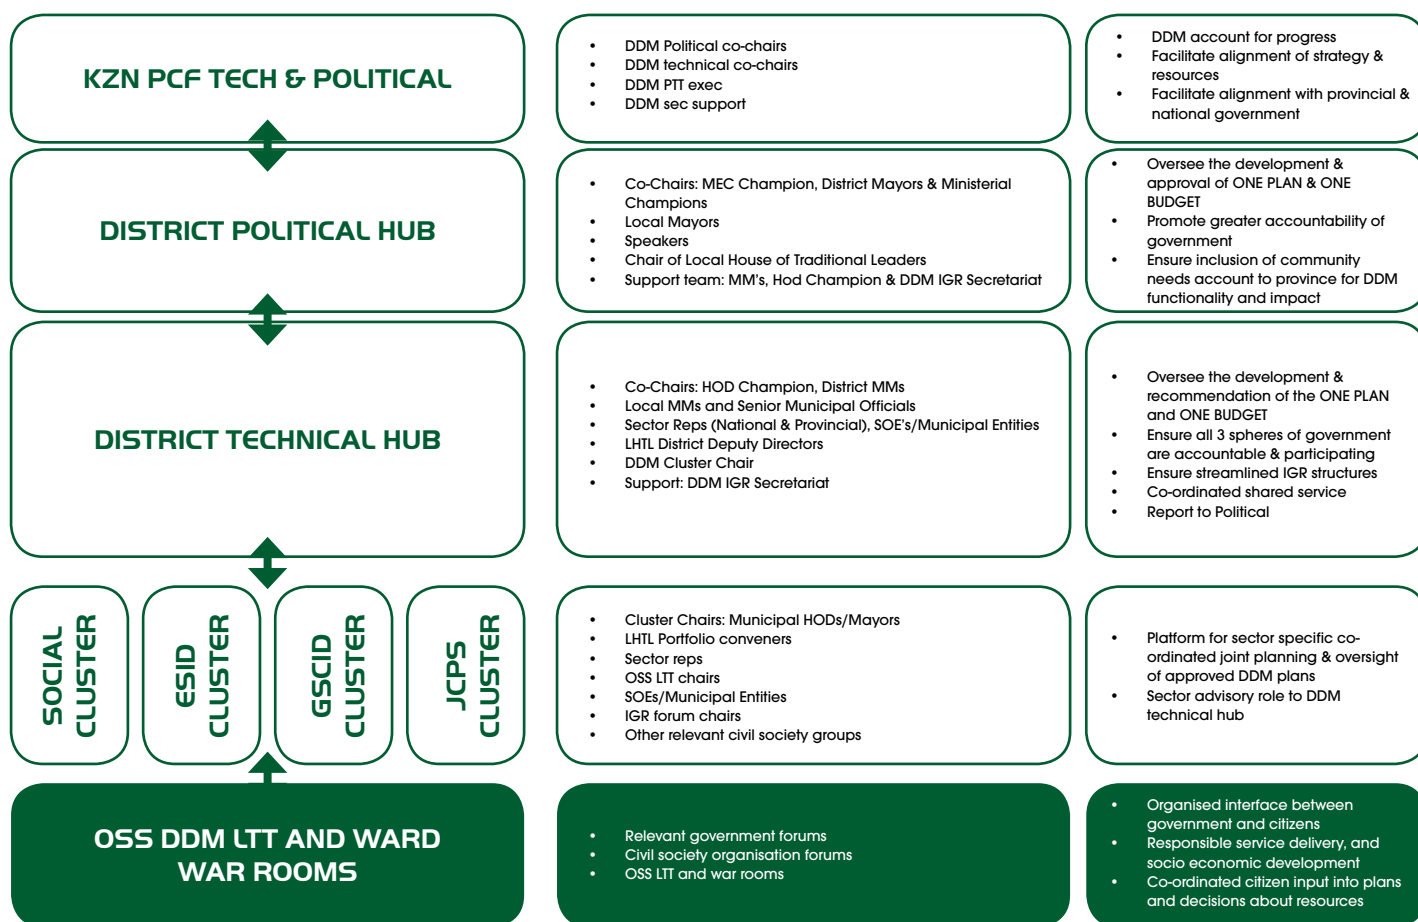 KZN PCF TECH & POLITICAL
• DDM Political co-chairs
• DDM technical co-chairs
• DDM PTT exec
• DDM sec support
• DDM account for progress
• Facilitate alignment of strategy &
resources
• Facilitate alignment with provincial &
national government
DISTRICT POLITICAL HUB
• Co-Chairs: MEC Champion, District Mayors & Ministerial
Champions
• Local Mayors
• Speakers
• Chair of Local House of Traditional Leaders
• Support team: MM's, Hod Champion & DDM IGR Secretariat
• Oversee the development &
approval of ONE PLAN & ONE
BUDGET
• Promote greater accountability of
government
• Ensure inclusion of community
needs account to province for DDM
functionality and impact
DISTRICT TECHNICAL HUB
• Co-Chairs: HOD Champion, District MMs
• Local MMs and Senior Municipal Officials
• Sector Reps (National & Provincial), SOE's/Municipal Entities
• LHTL District Deputy Directors
• DDM Cluster Chair
• Support: DDM IGR Secretariat
• Oversee the development &
recommendation of the ONE PLAN
and ONE BUDGET
• Ensure all 3 spheres of government
are accountable & participating
• Ensure streamlined IGR structures
• Co-ordinated shared service
• Report to Political
SOCIAL
CLUSTER
ESID
CLUSTER
GSCID
CLUSTER
JCPS
CLUSTER
• Cluster Chairs: Municipal HODs/Mayors
• LHTL Portfolio conveners
• Sector reps
• OSS LTT chairs
• SOEs/Municipal Entities
• IGR forum chairs
• Other relevant civil society groups
• Platform for sector specific co-
ordinated joint planning & oversight
of approved DDM plans
• Sector advisory role to DDM
technical hub
OSS DDM LTT AND WARD
WAR ROOMS
• Relevant government forums
• Civil society organisation forums
• OSS LTT and war rooms
• Organised interface between
government and citizens
• Responsible service delivery, and
socio economic development
• Co-ordinated citizen input into plans
and decisions about resources